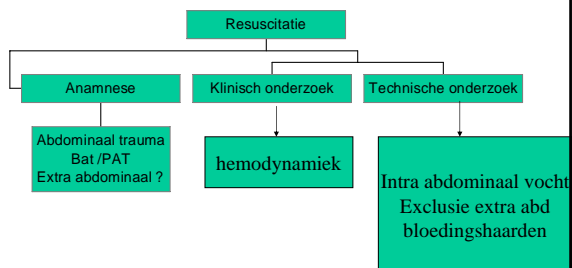 Resuscitatie
Anamnese
Klinisch onderzoek
Technische onderzoek
Abdominaal trauma
Bat /PAT
Extra abdominaal ?
hemodynamiek
Intra abdominaal vocht
Exclusie extra abd
bloedingshaarden